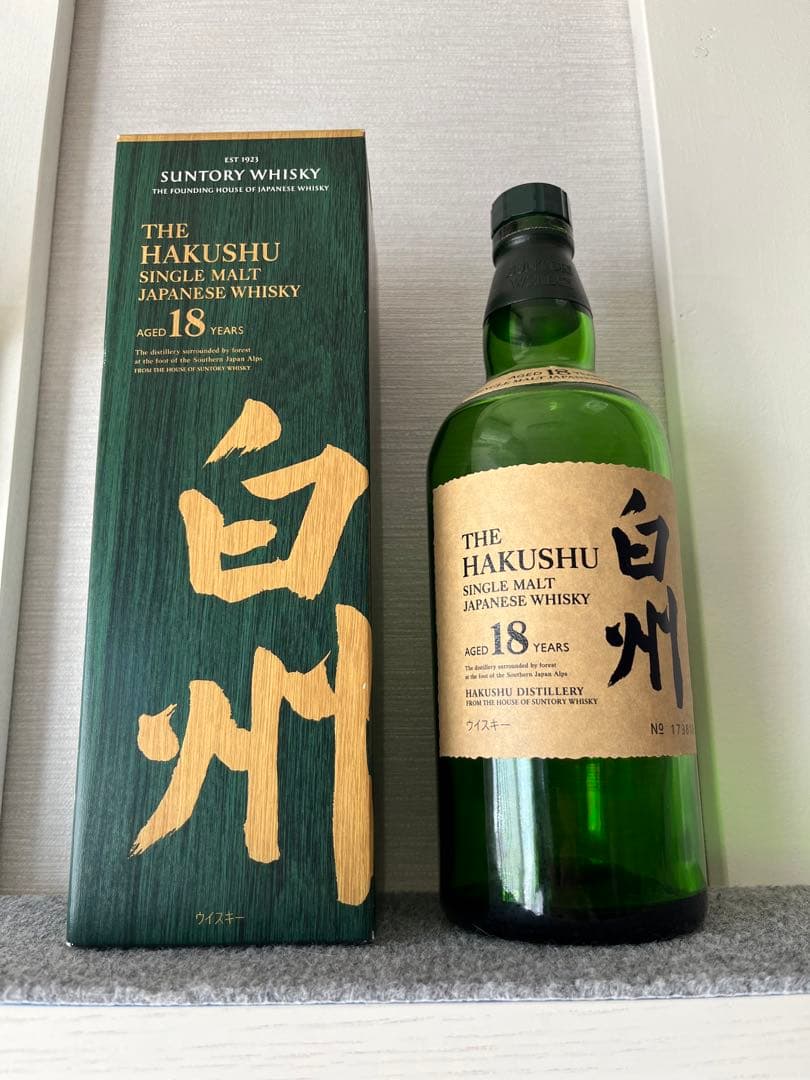 EST 1923
SUNTORY WHISKY
THE FOUNDING HOUSE OF JAPANESE WHISKY
THE
HAKUSHU
SINGLE MALT
JAPANESE WHISKY
AGED 18 YEARS
The distillery surrounded by forest
at the foot of the Southern Japan Alps
FROM THE HOUSE OF SUNTORY WHISKY
白州
ウイスキー
AGED 18
THE
HAKUSHU
SINGLE MALT
JAPANESE WHISKY
AGED 18 YEARS
The distillery surrounded by forest
at the foot of the Southern Japan Alps
HAKUSHU DISTILLERY
FROM THE HOUSE OF SUNTORY WHISKY
ウイスキー
白州
№